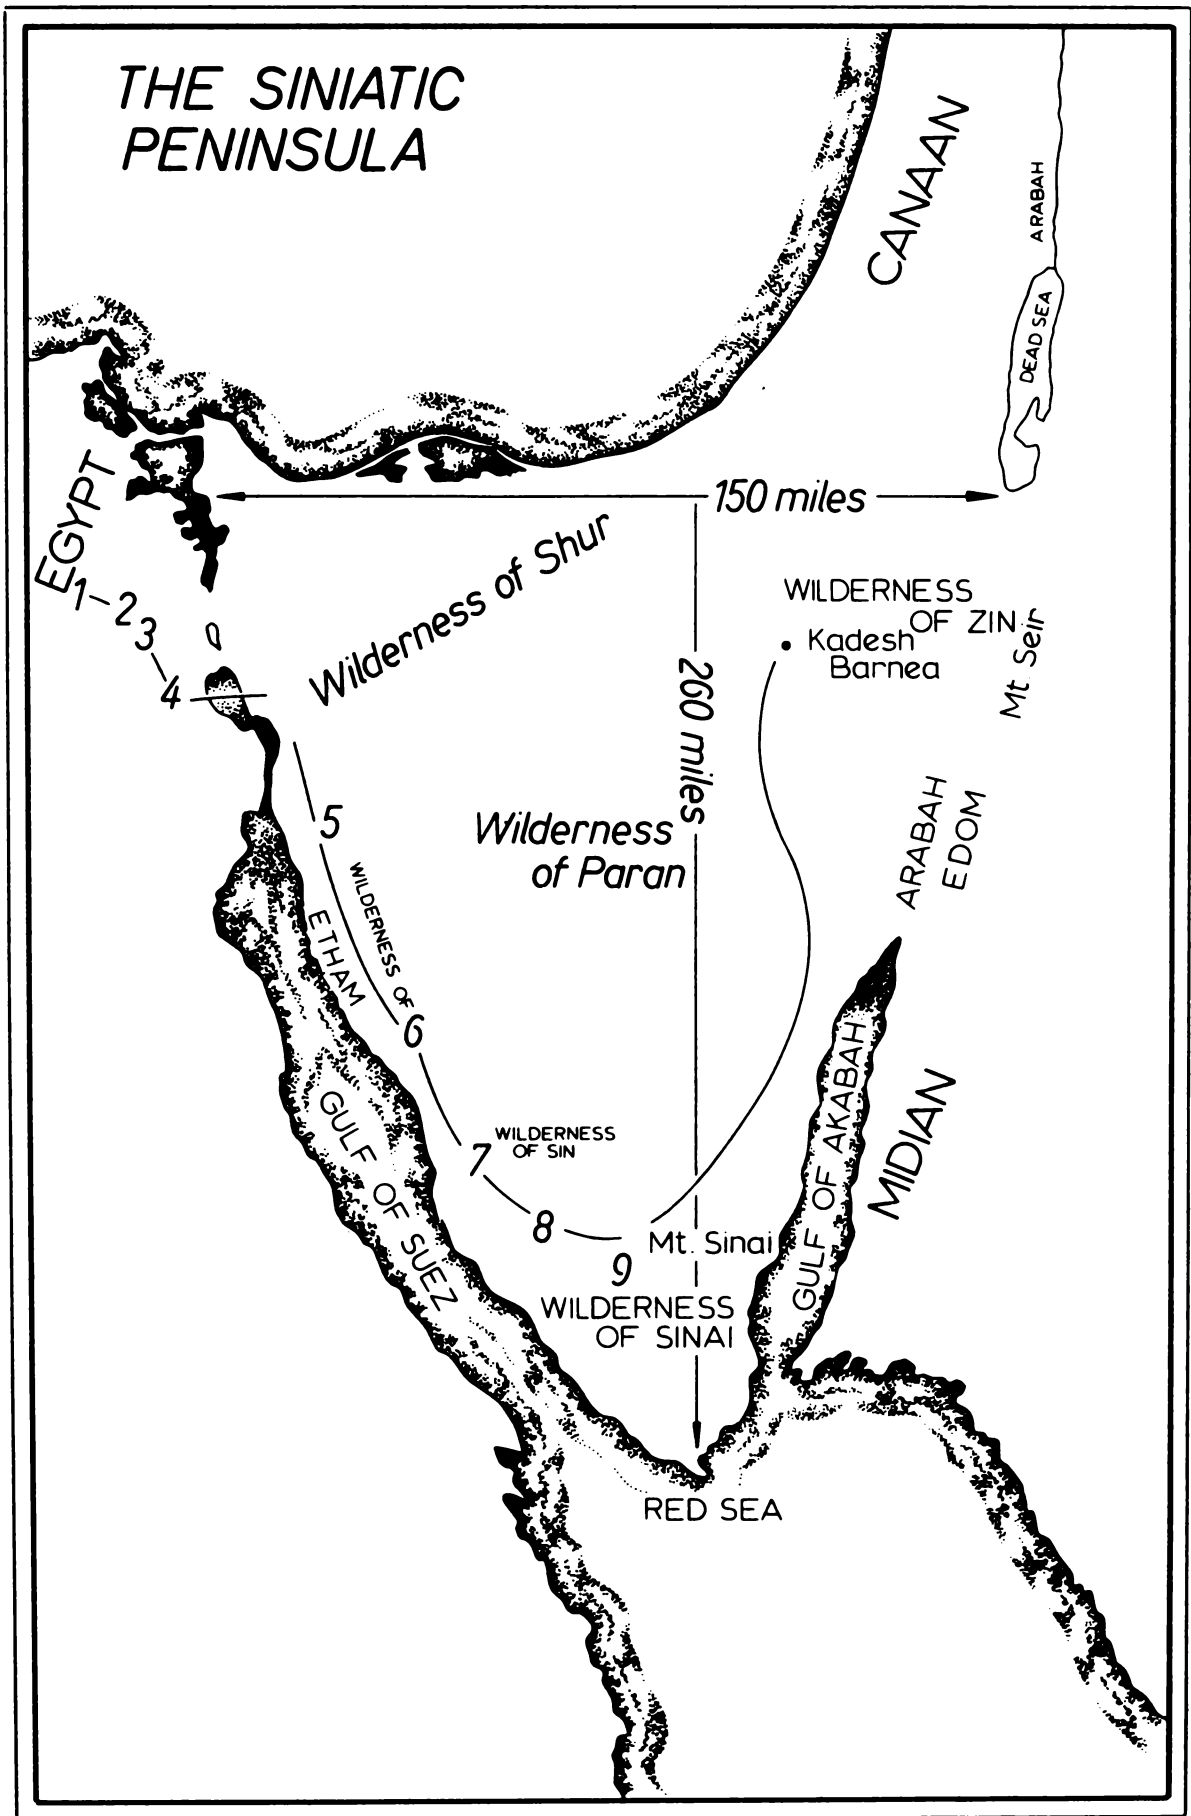 THE SINIATIC
PENINSULA
CANAAN
ARABAH
DEAD SEA
EGYPT
150 miles
Wilderness of Shur
1
2
3
4
WILDERNESS
OF ZIN
Kadesh
Barnea
Mt. Seir
260 miles
5
Wilderness
of Paran
ARABAH
EDOM
WILDERNESS OF
ETHAM
6
GULF OF SUEZ
GULF OF AKABAH
MIDIAN
7
WILDERNESS
OF SIN
8
9
Mt. Sinai
WILDERNESS
OF SINAI
RED SEA